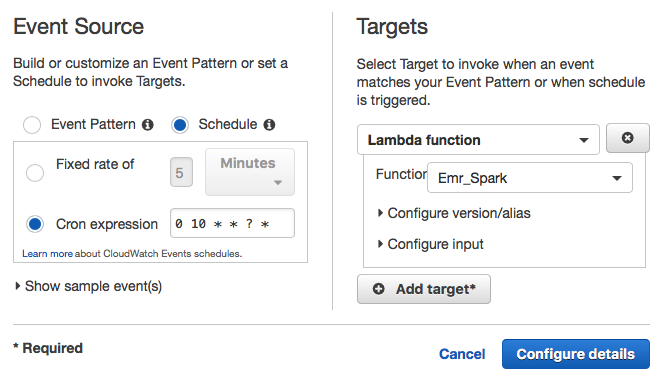 Event Source
Build or customize an Event Pattern or set a
Schedule to invoke Targets.
Event Pattern
Schedule
Fixed rate of
5
Minutes
Cron expression
0 10 * * ? *
Learn more about CloudWatch Events schedules.
Show sample event(s)
Targets
Select Target to invoke when an event
matches your Event Pattern or when schedule
is triggered.
Lambda function
Function
Emr_Spark
Configure version/alias
Configure input
Add target*
* Required
Cancel
Configure details